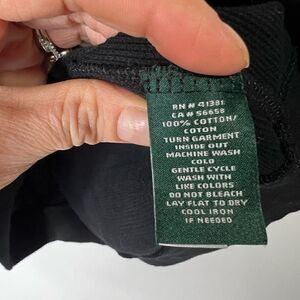 RN # 41381
CA # 56658
100% COTTON/
COTON
TURN GARMENT
INSIDE OUT
MACHINE WASH
COLD
GENTLE CYCLE
WASH WITH
LIKE COLORS
DO NOT BLEACH
LAY FLAT TO DRY
COOL IRON
IF NEEDED